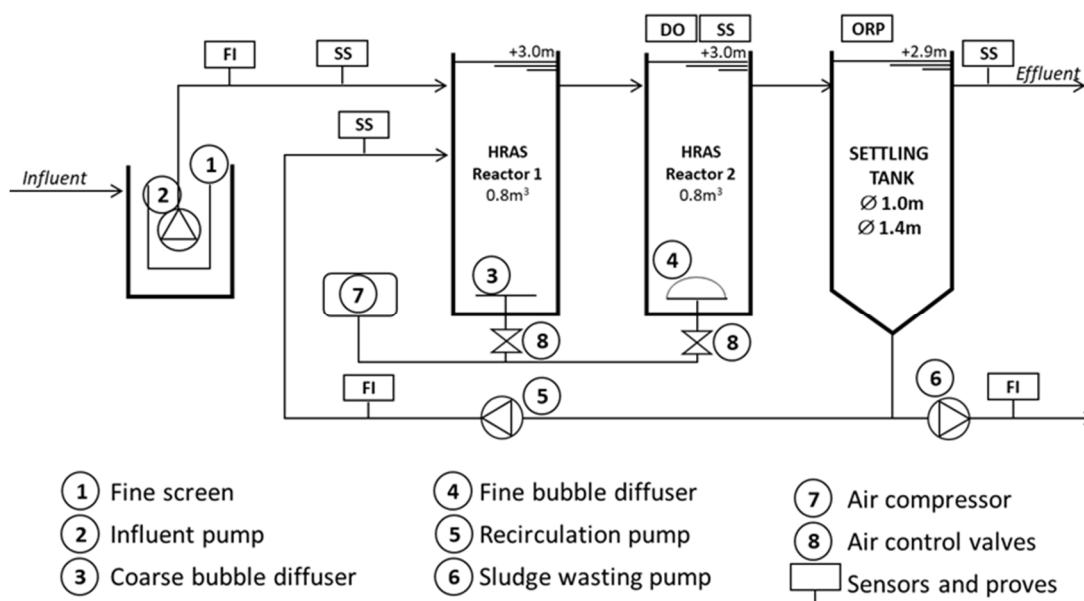 DO
SS
ORP
FI
SS
+3.0m
+3.0m
+2.9m
SS
Effluent
SS
Influent
1
2
HRAS
Reactor 1
0.8m³
HRAS
Reactor 2
0.8m³
SETTLING
TANK
∅ 1.0m
∅ 1.4m
3
4
7
8
8
FI
5
6
FI
1 Fine screen
2 Influent pump
3 Coarse bubble diffuser
4 Fine bubble diffuser
5 Recirculation pump
6 Sludge wasting pump
7 Air compressor
8 Air control valves
Sensors and proves